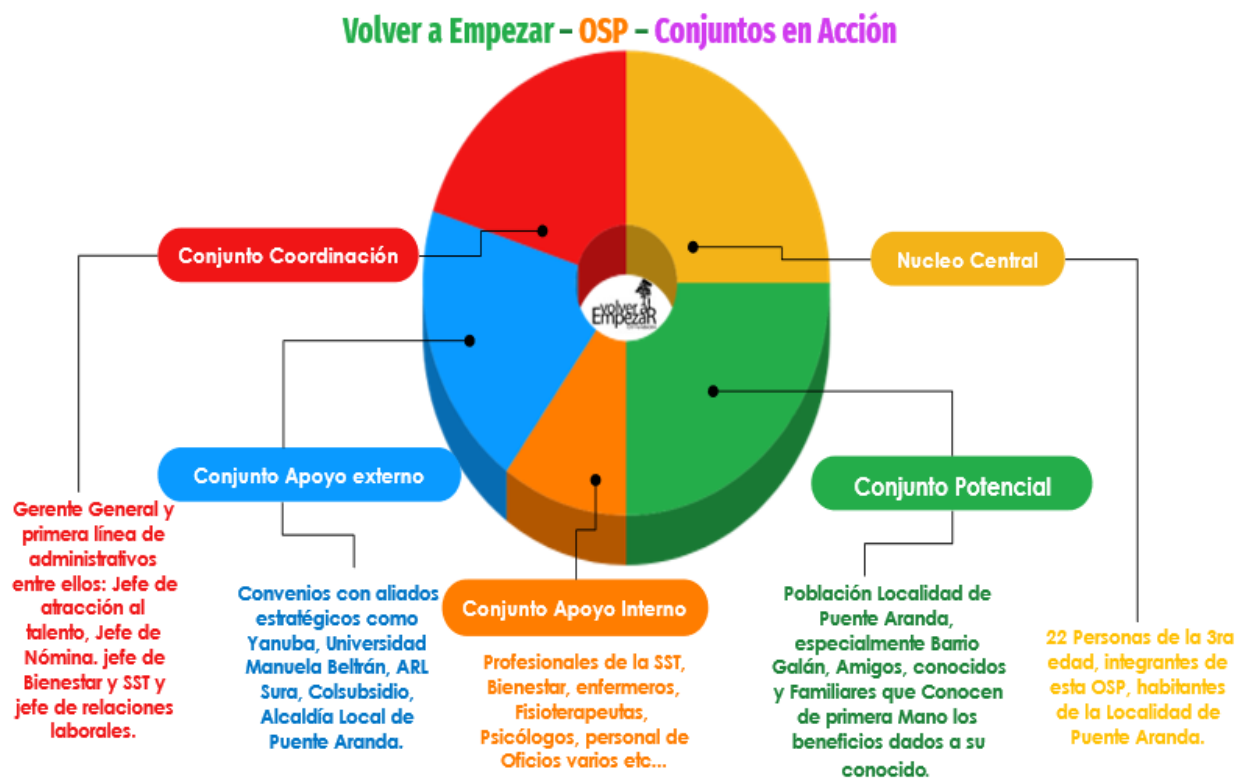 Volver a Empezar – OSP – Conjuntos en Acción
Conjunto Coordinación
Gerente General y
primera línea de
administrativos
entre ellos: Jefe de
atracción al
talento, Jefe de
Nómina. jefe de
Bienestar y SST y
jefe de relaciones
laborales.
Conjunto Apoyo externo
Convenios con aliados
estratégicos como
Yanuba, Universidad
Manuela Beltrán, ARL
Sura, Colsubsidio,
Alcaldía Local de
Puente Aranda.
Conjunto Apoyo Interno
Profesionales de la SST,
Bienestar, enfermeros,
Fisioterapeutas,
Psicólogos, personal de
Oficios varios etc...
Conjunto Potencial
Población Localidad de
Puente Aranda,
especialmente Barrio
Galán, Amigos, conocidos
y Familiares que Conocen
de primera Mano los
beneficios dados a su
conocido.
Nucleo Central
22 Personas de la 3ra
edad, integrantes de
esta OSP, habitantes
de la Localidad de
Puente Aranda.
volver al
EmpezaR